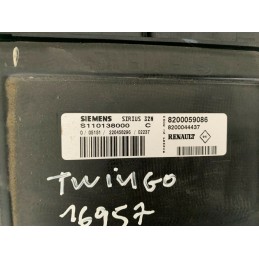 SIEMENS SIRIUS 32N
S110138000 C
8200059086
8200044437
RENAULT
TWINGO
16957